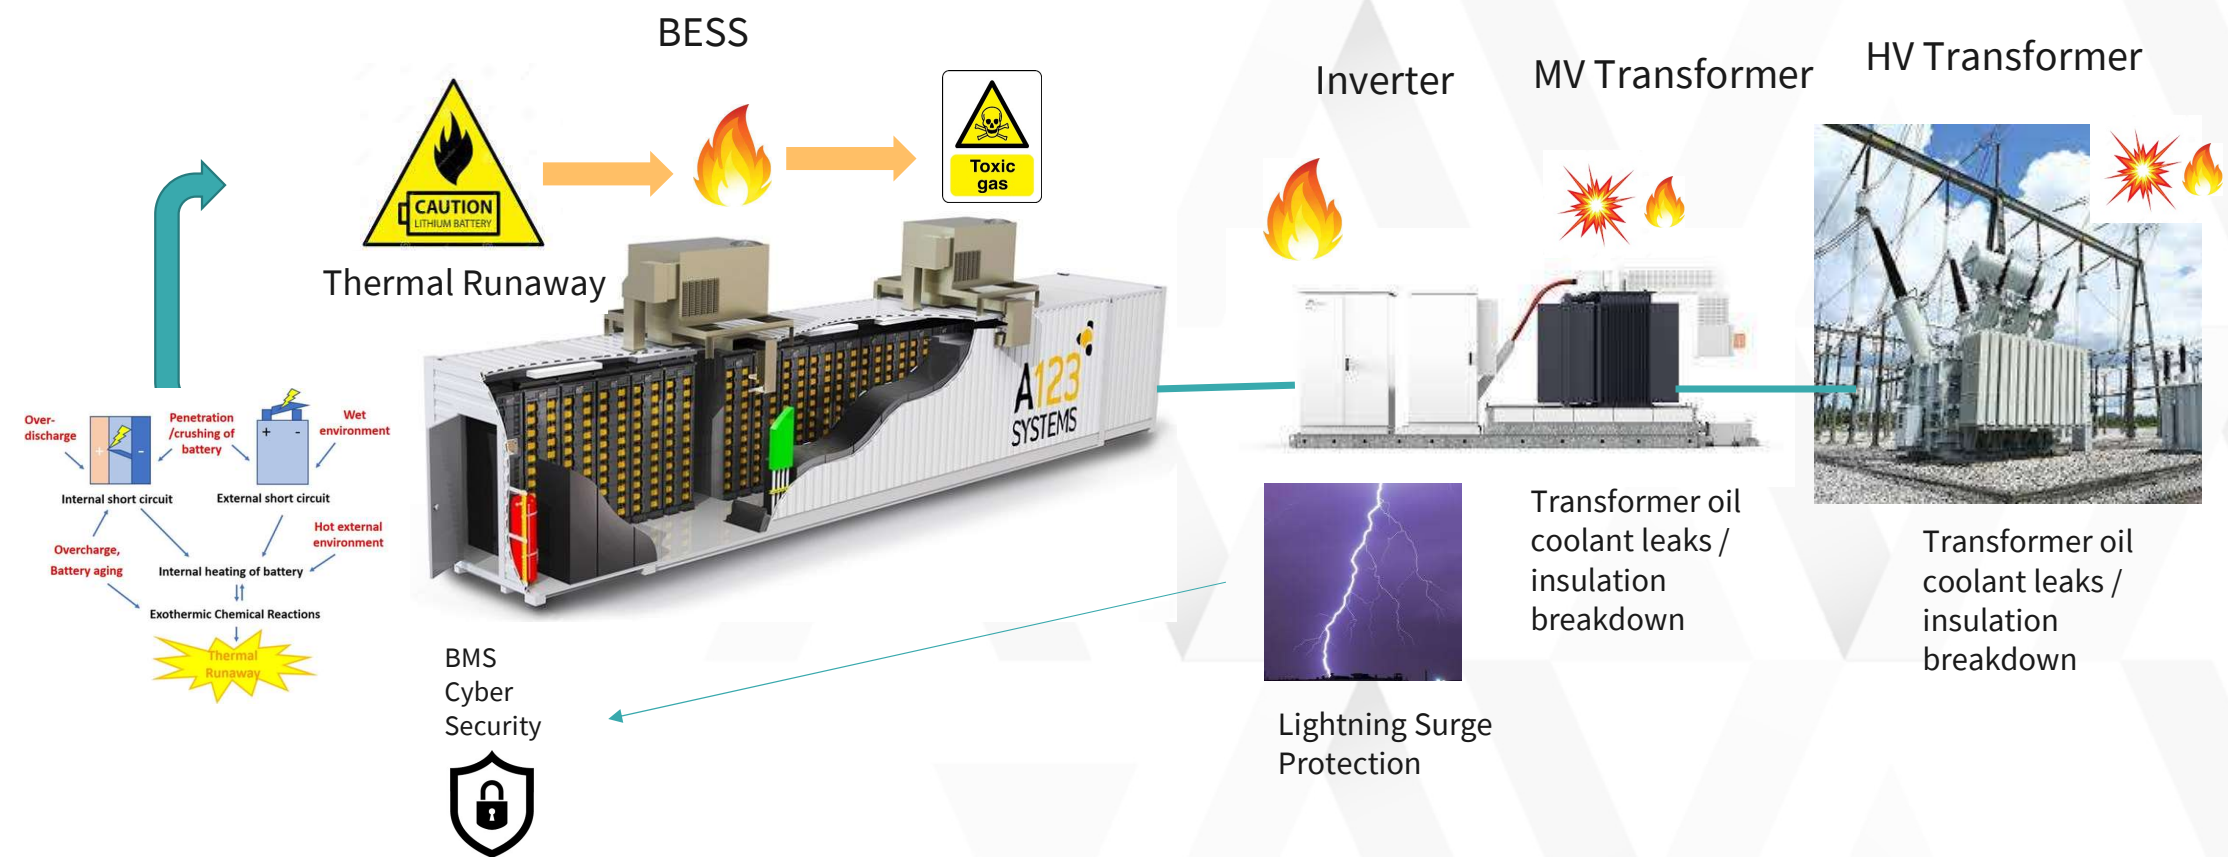 BESS
Inverter
MV Transformer
HV Transformer
CAUTION
LITHIUM BATTERY
Toxic
gas
Thermal Runaway
A123
SYSTEMS
Over-
discharge
Penetration
/crushing of
battery
Wet
environment
+
-
+ -
Internal short circuit
External short circuit
Hot external
environment
Overcharge,
Battery aging
Internal heating of battery
Exothermic Chemical Reactions
Thermal
Runaway
BMS
Cyber
Security
Lightning Surge
Protection
Transformer oil
coolant leaks /
insulation
breakdown
Transformer oil
coolant leaks /
insulation
breakdown